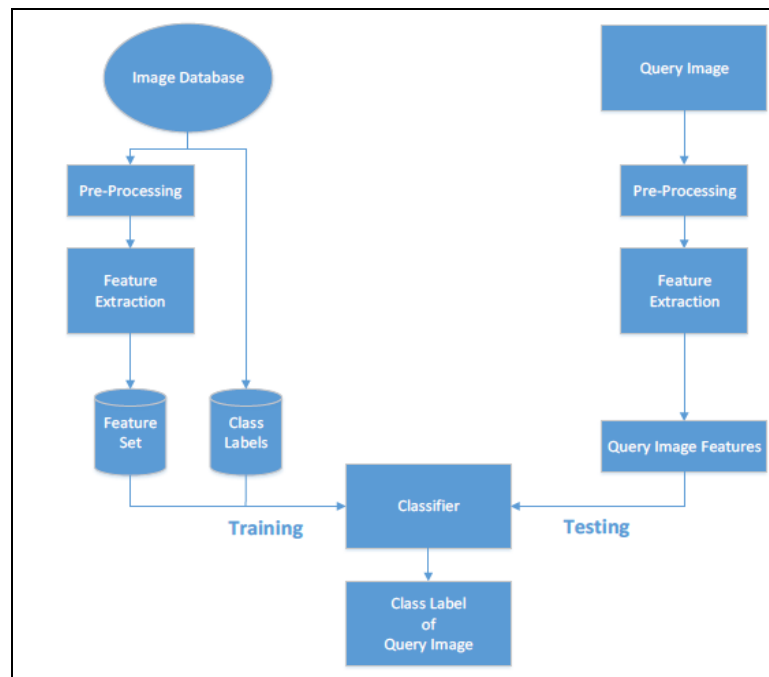 Image Database
Query Image
Pre-Processing
Pre-Processing
Feature
Extraction
Feature
Extraction
Feature
Set
Class
Labels
Query Image Features
Classifier
Training
Testing
Class Label
of
Query Image